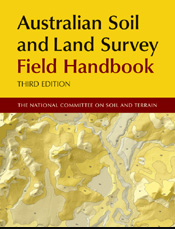 Australian Soil
and Land Survey
Field Handbook
THIRD EDITION
THE NATIONAL COMMITTEE ON SOIL AND TERRAIN